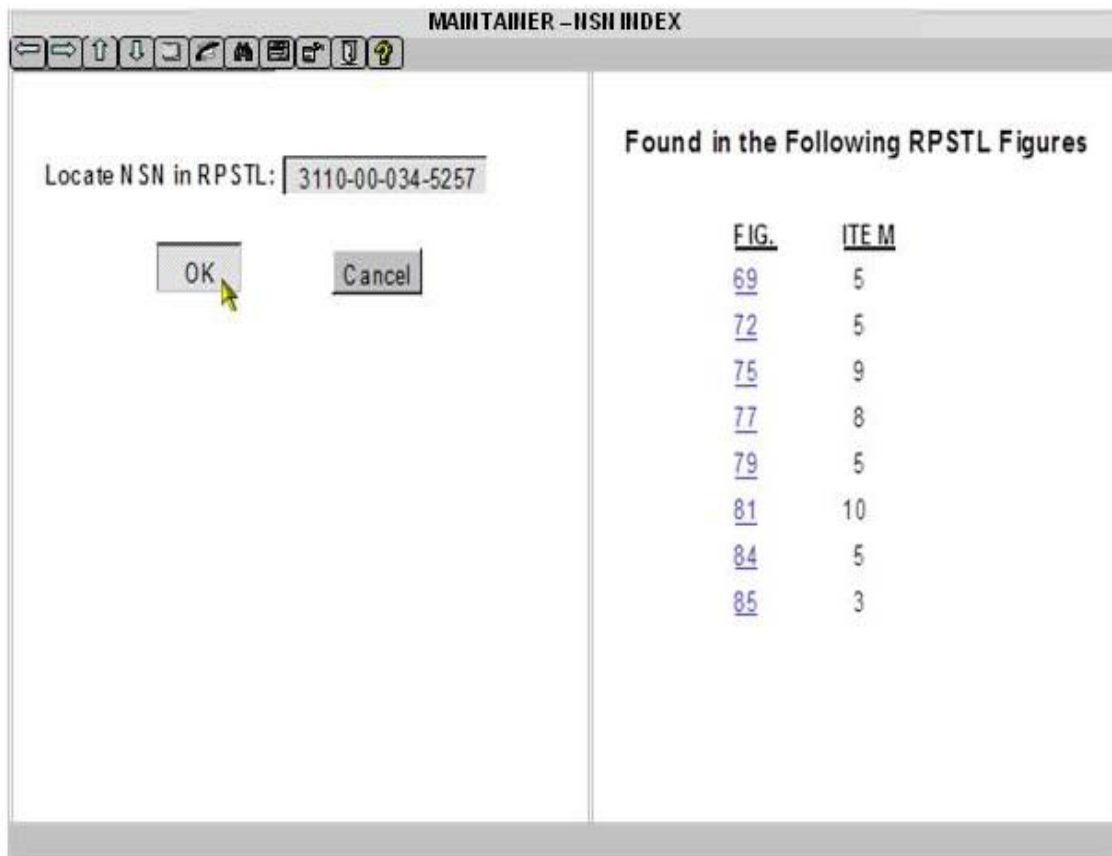 MAINTAINER – NSN INDEX
Locate NSN in RPSTL: 3110-00-034-5257
OK
Cancel
Found in the Following RPSTL Figures
FIG. ITEM
69 5
72 5
75 9
77 8
79 5
81 10
84 5
85 3